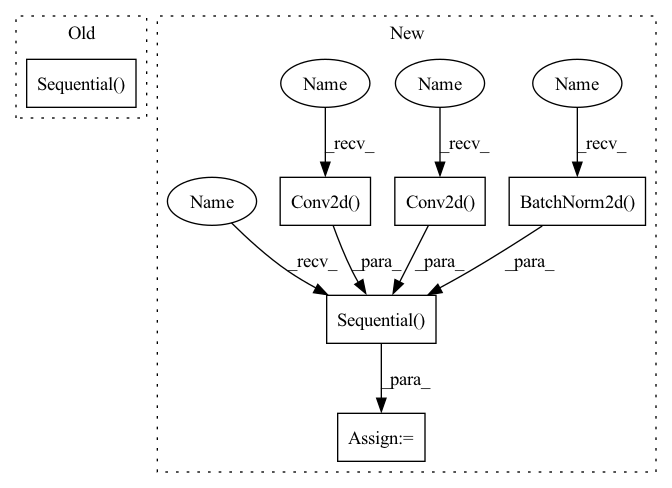 Old
New
Sequential()
Name
Name
Name
_recv_
_recv_
_recv_
Name
Conv2d()
Conv2d()
BatchNorm2d()
_recv_
_para_
_para_
_para_
Sequential()
_para_
Assign:=